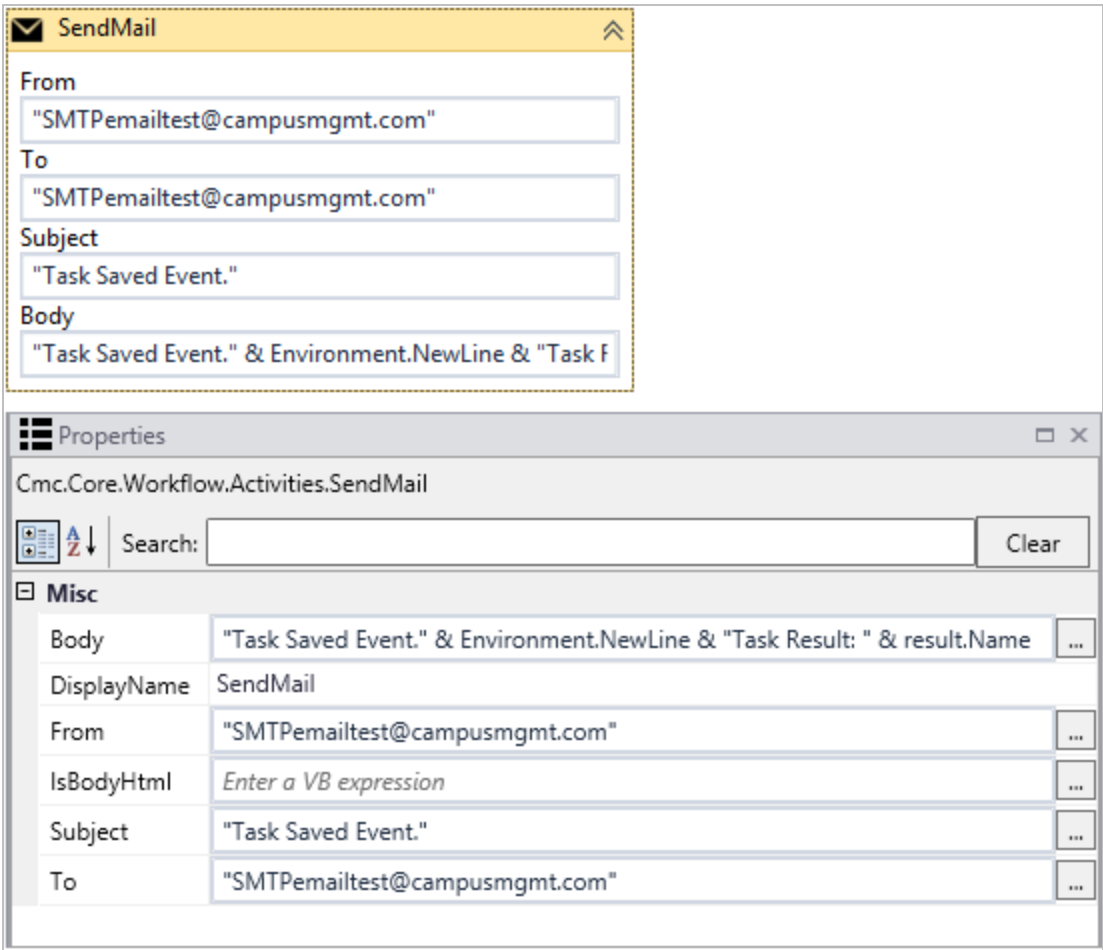 SendMail
From
"SMTPemailtest@campusmgmt.com"
To
"SMTPemailtest@campusmgmt.com"
Subject
"Task Saved Event."
Body
"Task Saved Event." & Environment.NewLine & "Task
Properties
Cmc.Core.Workflow.Activities.SendMail
A Z Search: Clear
Misc
Body "Task Saved Event." & Environment.NewLine & "Task Result: " & result.Name ...
DisplayName SendMail
From "SMTPemailtest@campusmgmt.com" ...
IsBodyHtml Enter a VB expression ...
Subject "Task Saved Event." ...
To "SMTPemailtest@campusmgmt.com" ...